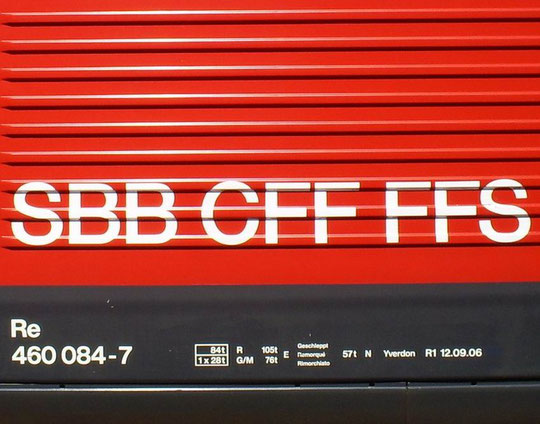 SBB CFF FFS
Re
460 084-7
84t R 105t E Geschleppt
Remorqué 57t N Yverdon R1 12.09.06
1 x 28t G/M 76t Rimorchiato